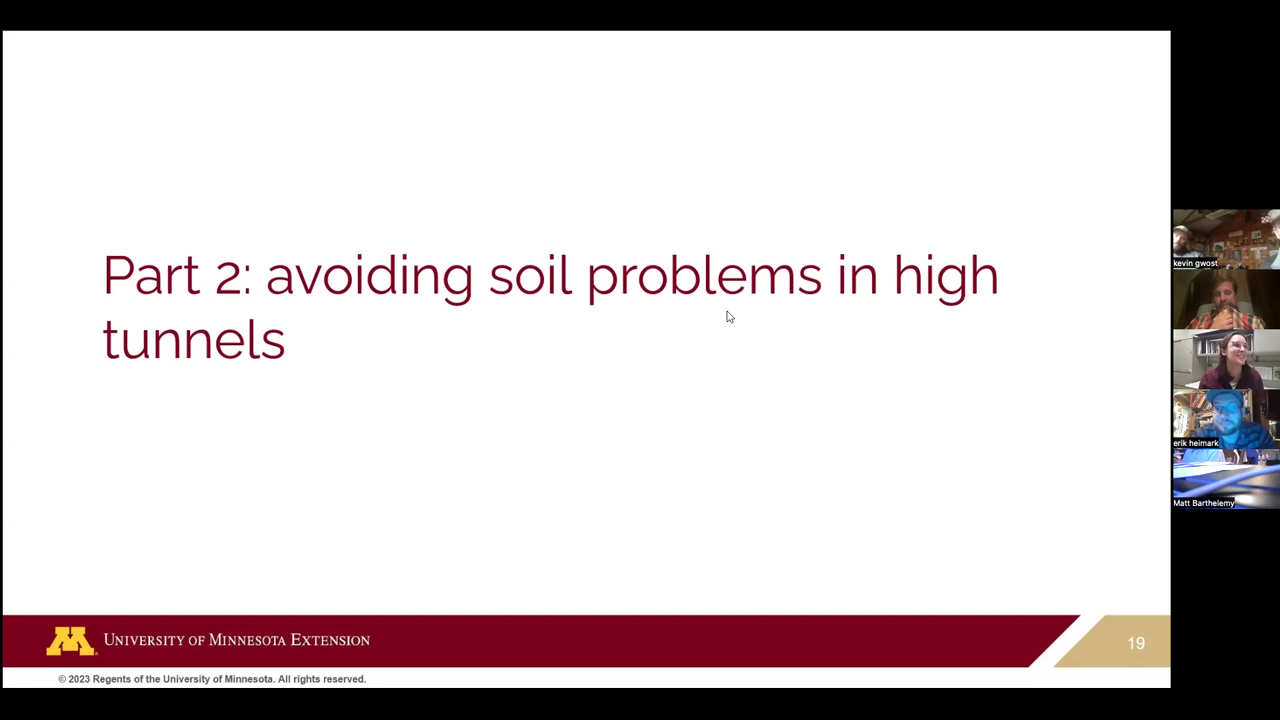 Part 2: avoiding soil problems in high
tunnels
kevin gwost
erik heimark
Matt Barthelemy
UNIVERSITY OF MINNESOTA EXTENSION
19
© 2023 Regents of the University of Minnesota. All rights reserved.